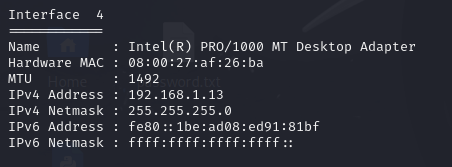 Interface  4
============
Name         : Intel(R) PRO/1000 MT Desktop Adapter
Hardware MAC : 08:00:27:af:26:ba
MTU          : 1492
IPv4 Address : 192.168.1.13
IPv4 Netmask : 255.255.255.0
IPv6 Address : fe80::1be:ad08:ed91:81bf
IPv6 Netmask : ffff:ffff:ffff:ffff::